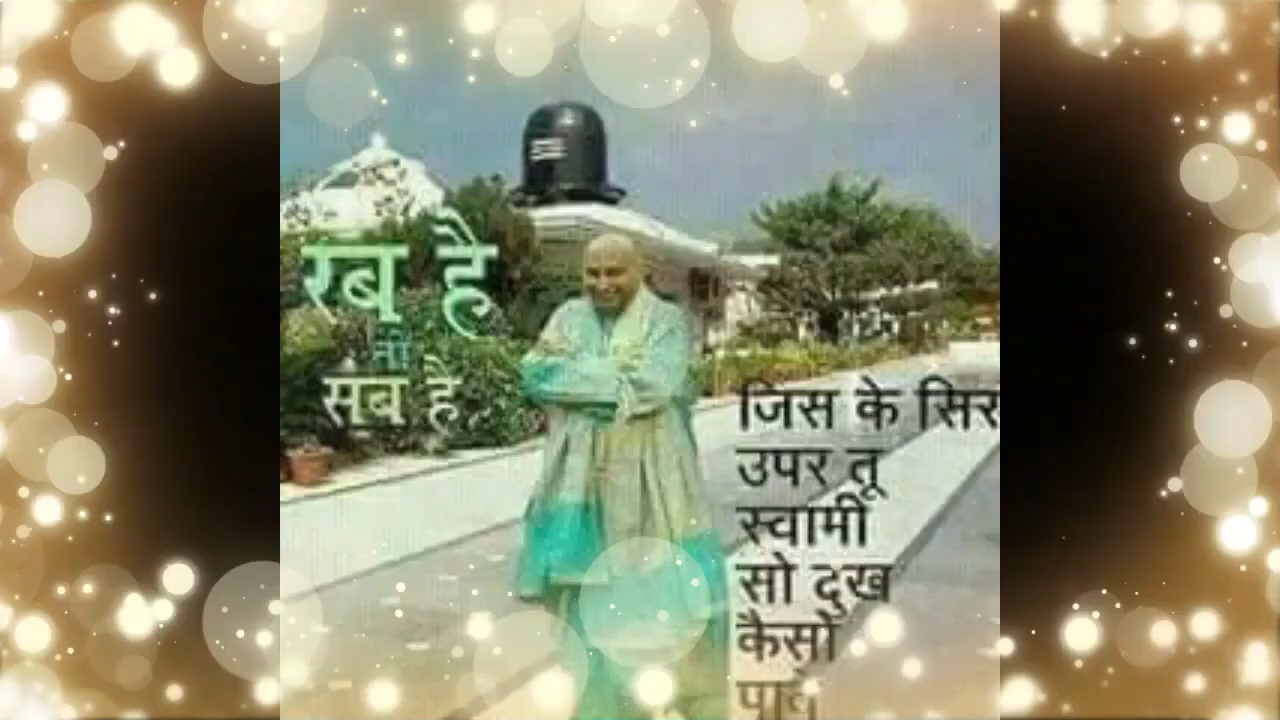 रब है
तो
सब है
जिस के सिर
उपर तू
स्वामी
सो दुख
कैसो
पावे